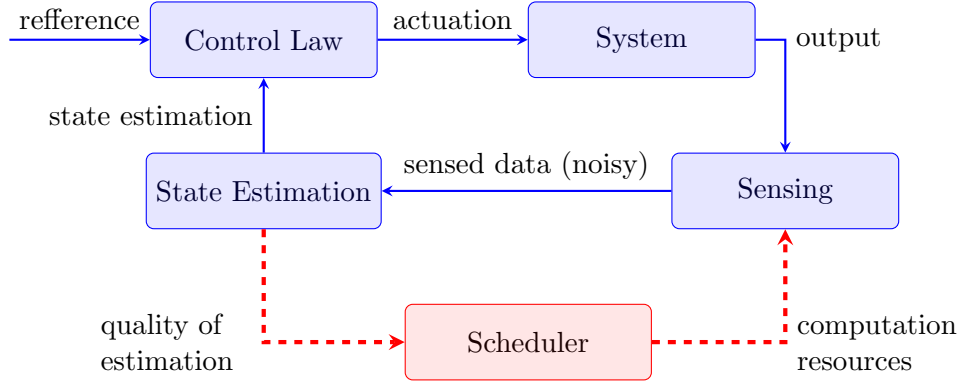 refference
Control Law
actuation
System
output
state estimation
State Estimation
sensed data (noisy)
Sensing
quality of
estimation
Scheduler
computation
resources